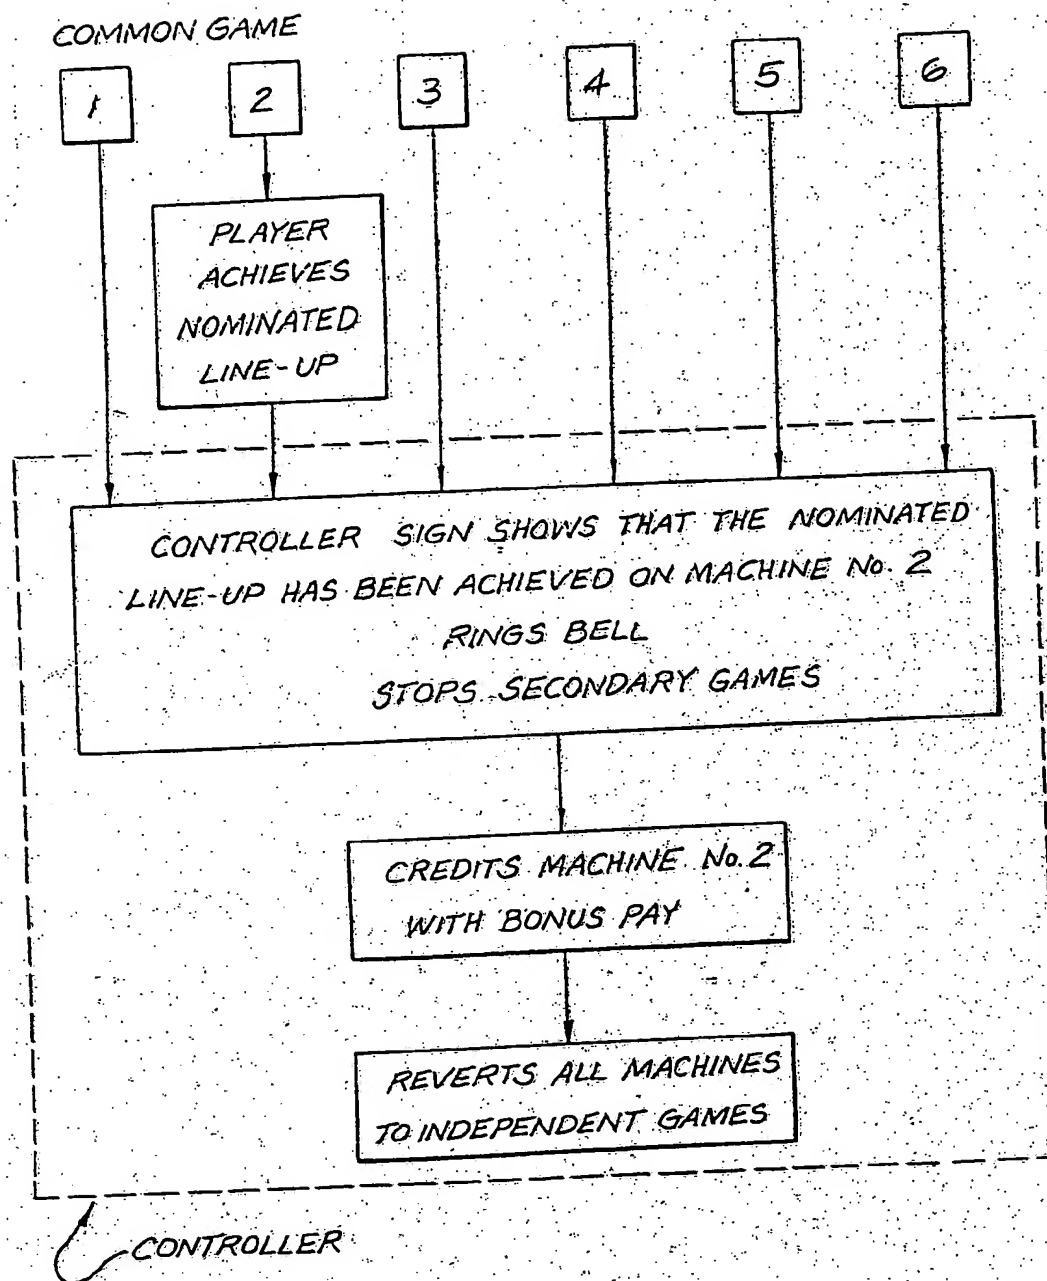 COMMON GAME
1 2 3 4 5 6
PLAYER
ACHIEVES
NOMINATED
LINE-UP
CONTROLLER SIGN SHOWS THAT THE NOMINATED
LINE-UP HAS BEEN ACHIEVED ON MACHINE No. 2
RINGS BELL
STOPS SECONDARY GAMES
CREDITS MACHINE No. 2
WITH BONUS PAY
REVERTS ALL MACHINES
TO INDEPENDENT GAMES
CONTROLLER